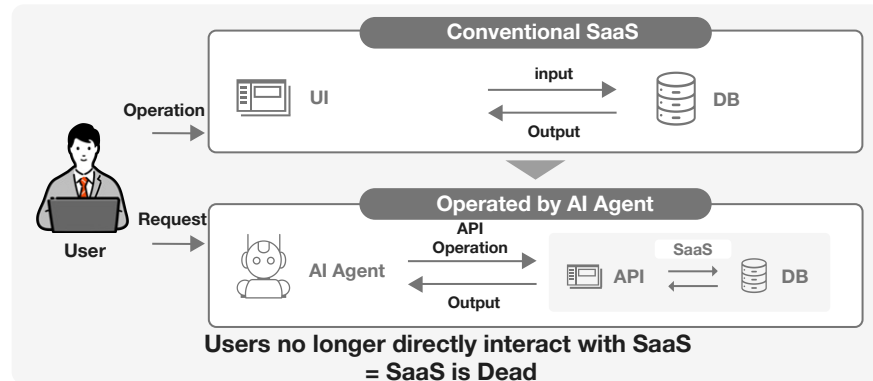 Conventional SaaS
input
UI
DB
Operation
Output
Operated by AI Agent
Request
User
API
Operation
AI Agent
Output
SaaS
API
DB
Users no longer directly interact with SaaS
= SaaS is Dead